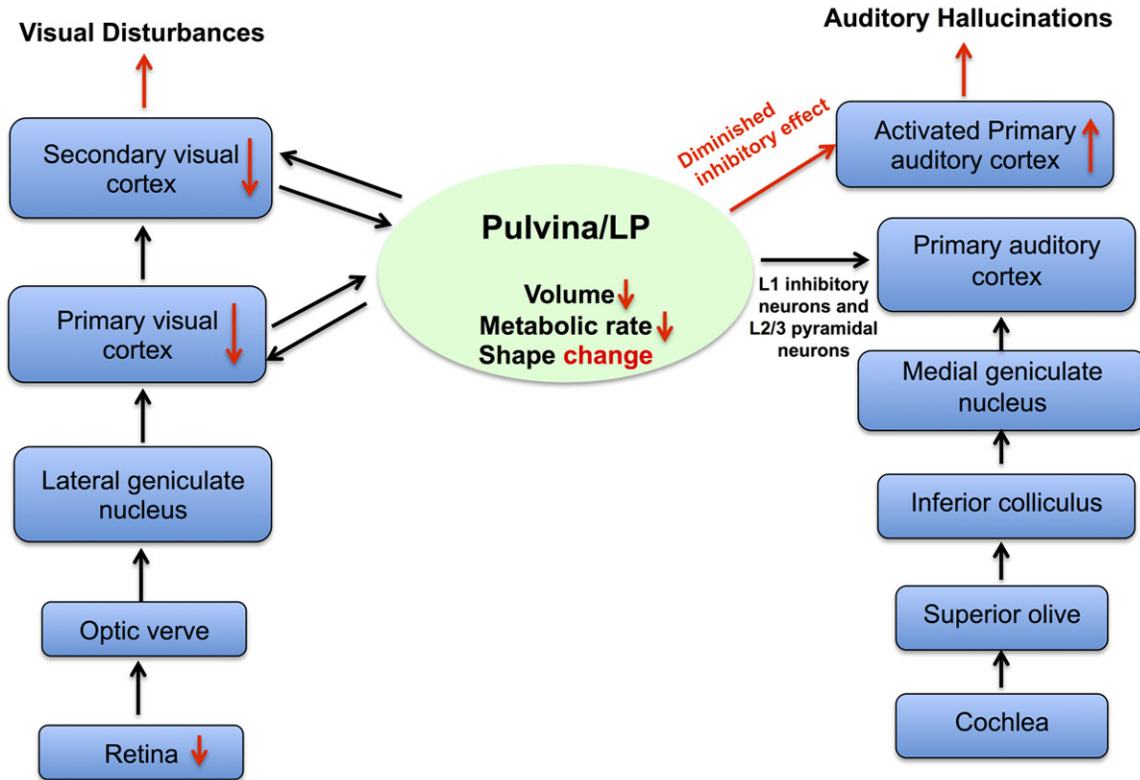 Visual Disturbances
Secondary visual
cortex
Primary visual
cortex
Lateral geniculate
nucleus
Optic verve
Retina
Pulvina/LP
Volume
Metabolic rate
Shape change
Diminished
inhibitory effect
L1 inhibitory
neurons and
L2/3 pyramidal
neurons
Auditory Hallucinations
Activated Primary
auditory cortex
Primary auditory
cortex
Medial geniculate
nucleus
Inferior colliculus
Superior olive
Cochlea